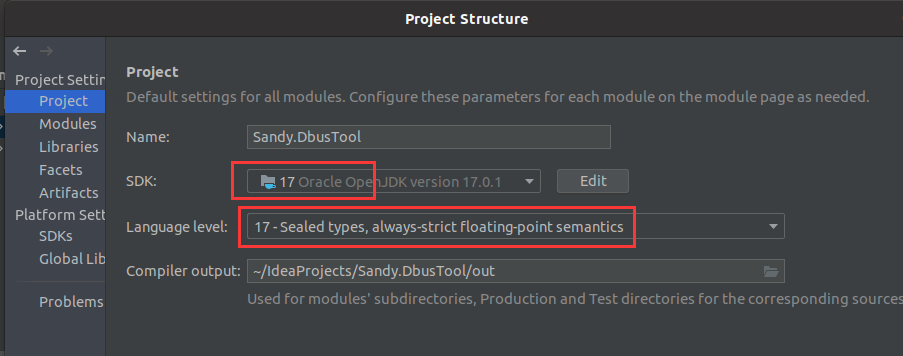 Project Structure
Project Settin
Project
Modules
Libraries
Facets
Artifacts
Platform Sett
SDKs
Global Lib
Problems
Project
Default settings for all modules. Configure these parameters for each module on the module page as needed.
Name: Sandy.DbusTool
SDK: 17 Oracle OpenJDK version 17.0.1 Edit
Language level: 17 - Sealed types, always-strict floating-point semantics
Compiler output: ~/IdeaProjects/Sandy.DbusTool/out
Used for modules' subdirectories, Production and Test directories for the corresponding sources